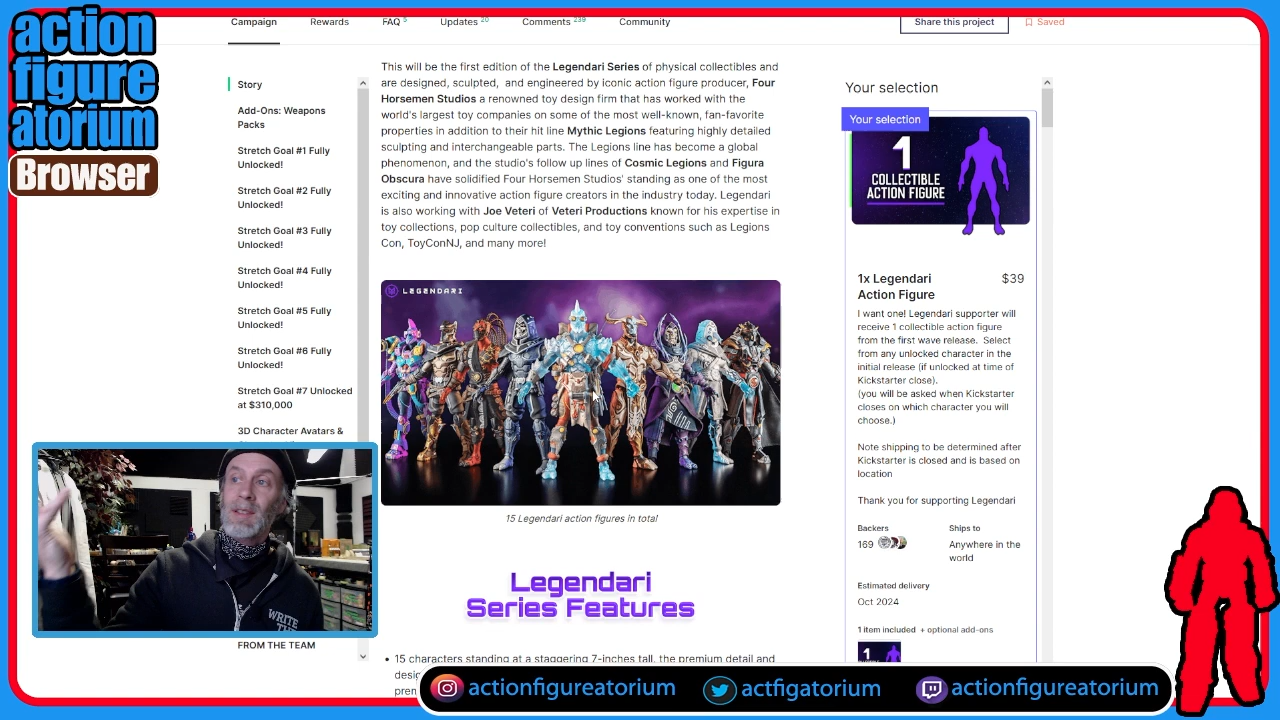 action
figure
atorium
Browser
Campaign
Rewards
FAQ 5
Updates 20
Comments 239
Community
Share this project
Saved
Story
Add-Ons: Weapons
Packs
Stretch Goal #1 Fully
Unlocked!
Stretch Goal #2 Fully
Unlocked!
Stretch Goal #3 Fully
Unlocked!
Stretch Goal #4 Fully
Unlocked!
Stretch Goal #5 Fully
Unlocked!
Stretch Goal #6 Fully
Unlocked!
Stretch Goal #7 Unlocked
at $310,000
3D Character Avatars &
FROM THE TEAM
This will be the first edition of the Legendari Series of physical collectibles and
are designed, sculpted, and engineered by iconic action figure producer, Four
Horsemen Studios a renowned toy design firm that has worked with the
world's largest toy companies on some of the most well-known, fan-favorite
properties in addition to their hit line Mythic Legions featuring highly detailed
sculpting and interchangeable parts. The Legions line has become a global
phenomenon, and the studio's follow up lines of Cosmic Legions and Figura
Obscura have solidified Four Horsemen Studios' standing as one of the most
exciting and innovative action figure creators in the industry today. Legendari
is also working with Joe Veteri of Veteri Productions known for his expertise in
toy collections, pop culture collectibles, and toy conventions such as Legions
Con, ToyConNJ, and many more!
LEGENDARI
15 Legendari action figures in total
Legendari
Series Features
• 15 characters standing at a staggering 7-inches tall, the premium detail and
Your selection
Your selection
1
COLLECTIBLE
ACTION FIGURE
1x Legendari
Action Figure
$39
I want one! Legendari supporter will
receive 1 collectible action figure
from the first wave release. Select
from any unlocked character in the
initial release (if unlocked at time of
Kickstarter close).
(you will be asked when Kickstarter
closes on which character you will
choose.)
Note shipping to be determined after
Kickstarter is closed and is based on
location
Thank you for supporting Legendari
Backers
169
Ships to
Anywhere in the
world
Estimated delivery
Oct 2024
1 item included + optional add-ons
1
WRITE
THE
actionfigureatorium
actfigatorium
actionfigureatorium